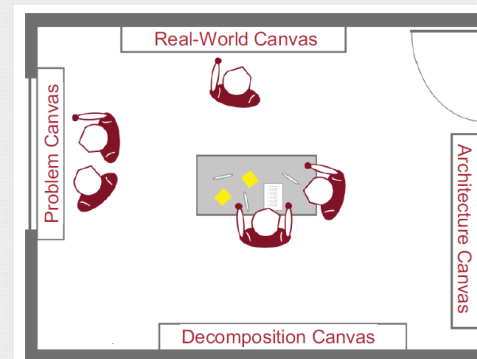 Real-World Canvas
Problem Canvas
Architecture Canvas
Decomposition Canvas